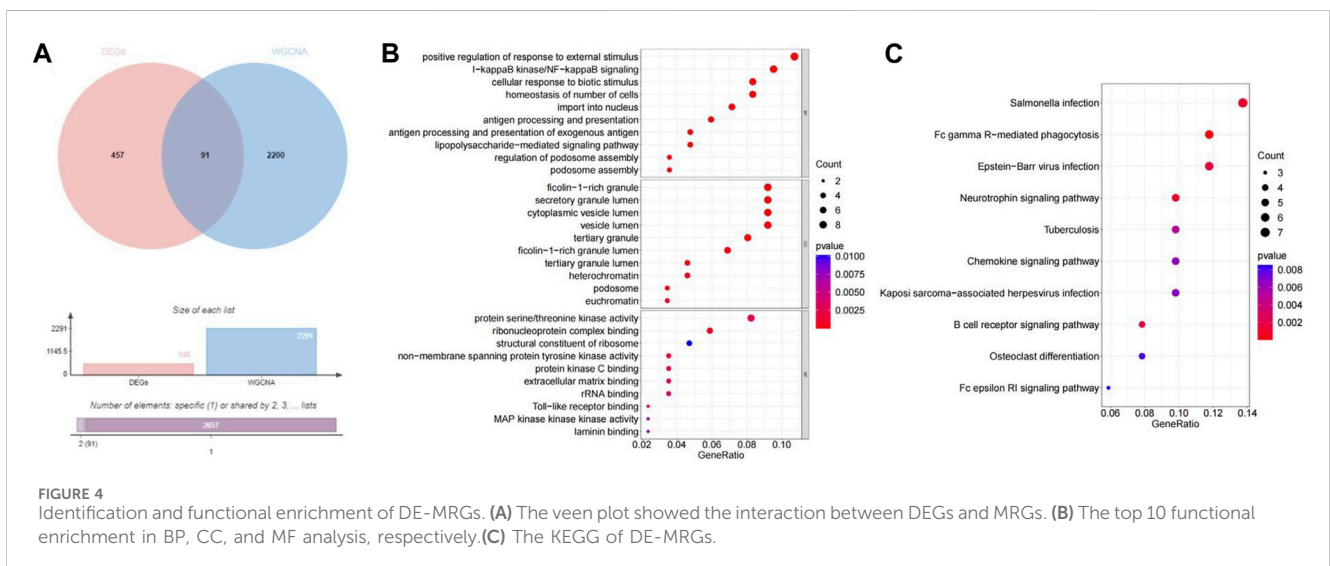 A
DEGs
WGCNA
457
91
2200
Size of each list
2291
1145.5
0
548
2291
DEGs
WGCNA
Number of elements: specific (1) or shared by 2, 3, ... lists
2657
2 (91)
1
B
positive regulation of response to external stimulus
I−kappaB kinase/NF−kappaB signaling
cellular response to biotic stimulus
homeostasis of number of cells
import into nucleus
antigen processing and presentation
antigen processing and presentation of exogenous antigen
lipopolysaccharide−mediated signaling pathway
regulation of podosome assembly
podosome assembly
ficolin−1−rich granule
secretory granule lumen
cytoplasmic vesicle lumen
vesicle lumen
tertiary granule
ficolin−1−rich granule lumen
tertiary granule lumen
heterochromatin
podosome
euchromatin
protein serine/threonine kinase activity
ribonucleoprotein complex binding
structural constituent of ribosome
non−membrane spanning protein tyrosine kinase activity
protein kinase C binding
extracellular matrix binding
rRNA binding
Toll−like receptor binding
MAP kinase kinase kinase activity
laminin binding
0.02 0.04 0.06 0.08 0.10
GeneRatio
Count
2
4
6
8
pvalue
0.0100
0.0075
0.0050
0.0025
C
Salmonella infection
Fc gamma R−mediated phagocytosis
Epstein−Barr virus infection
Neurotrophin signaling pathway
Tuberculosis
Chemokine signaling pathway
Kaposi sarcoma−associated herpesvirus infection
B cell receptor signaling pathway
Osteoclast differentiation
Fc epsilon RI signaling pathway
0.06 0.08 0.10 0.12 0.14
GeneRatio
Count
3
4
5
6
7
pvalue
0.008
0.006
0.004
0.002
FIGURE 4
Identification and functional enrichment of DE-MRGs. (A) The veen plot showed the interaction between DEGs and MRGs. (B) The top 10 functional
enrichment in BP, CC, and MF analysis, respectively.(C) The KEGG of DE-MRGs.